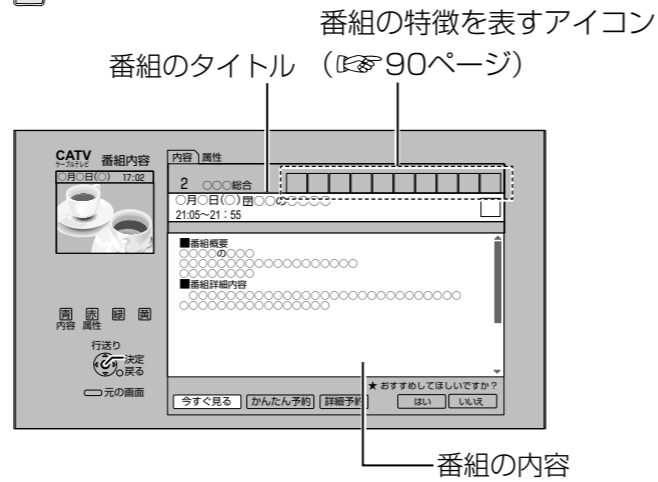 番組の特徴を表すアイコン
番組のタイトル (☞90ページ)
CATV
ケーブルテレビ
番組内容
○月○日(○) 17:02
内容 属性
2 ○○○総合
○月○日(○)団○○の○○○○
21:05~21:55
■番組概要
○○○○の○○○
○○○○○○○○○○○○○○○○○○○
○○○○○○○○
■番組詳細内容
○○○○○○○○○○○○○○○○○○○○○○○○○○○○○
○○○○○○○○○○○○○○○○
青 赤 緑 黄
内容 属性
行送り
決定
戻る
元の画面
★おすすめしてほしいですか?
今すぐ見る かんたん予約 詳細予約 はい いいえ
番組の内容